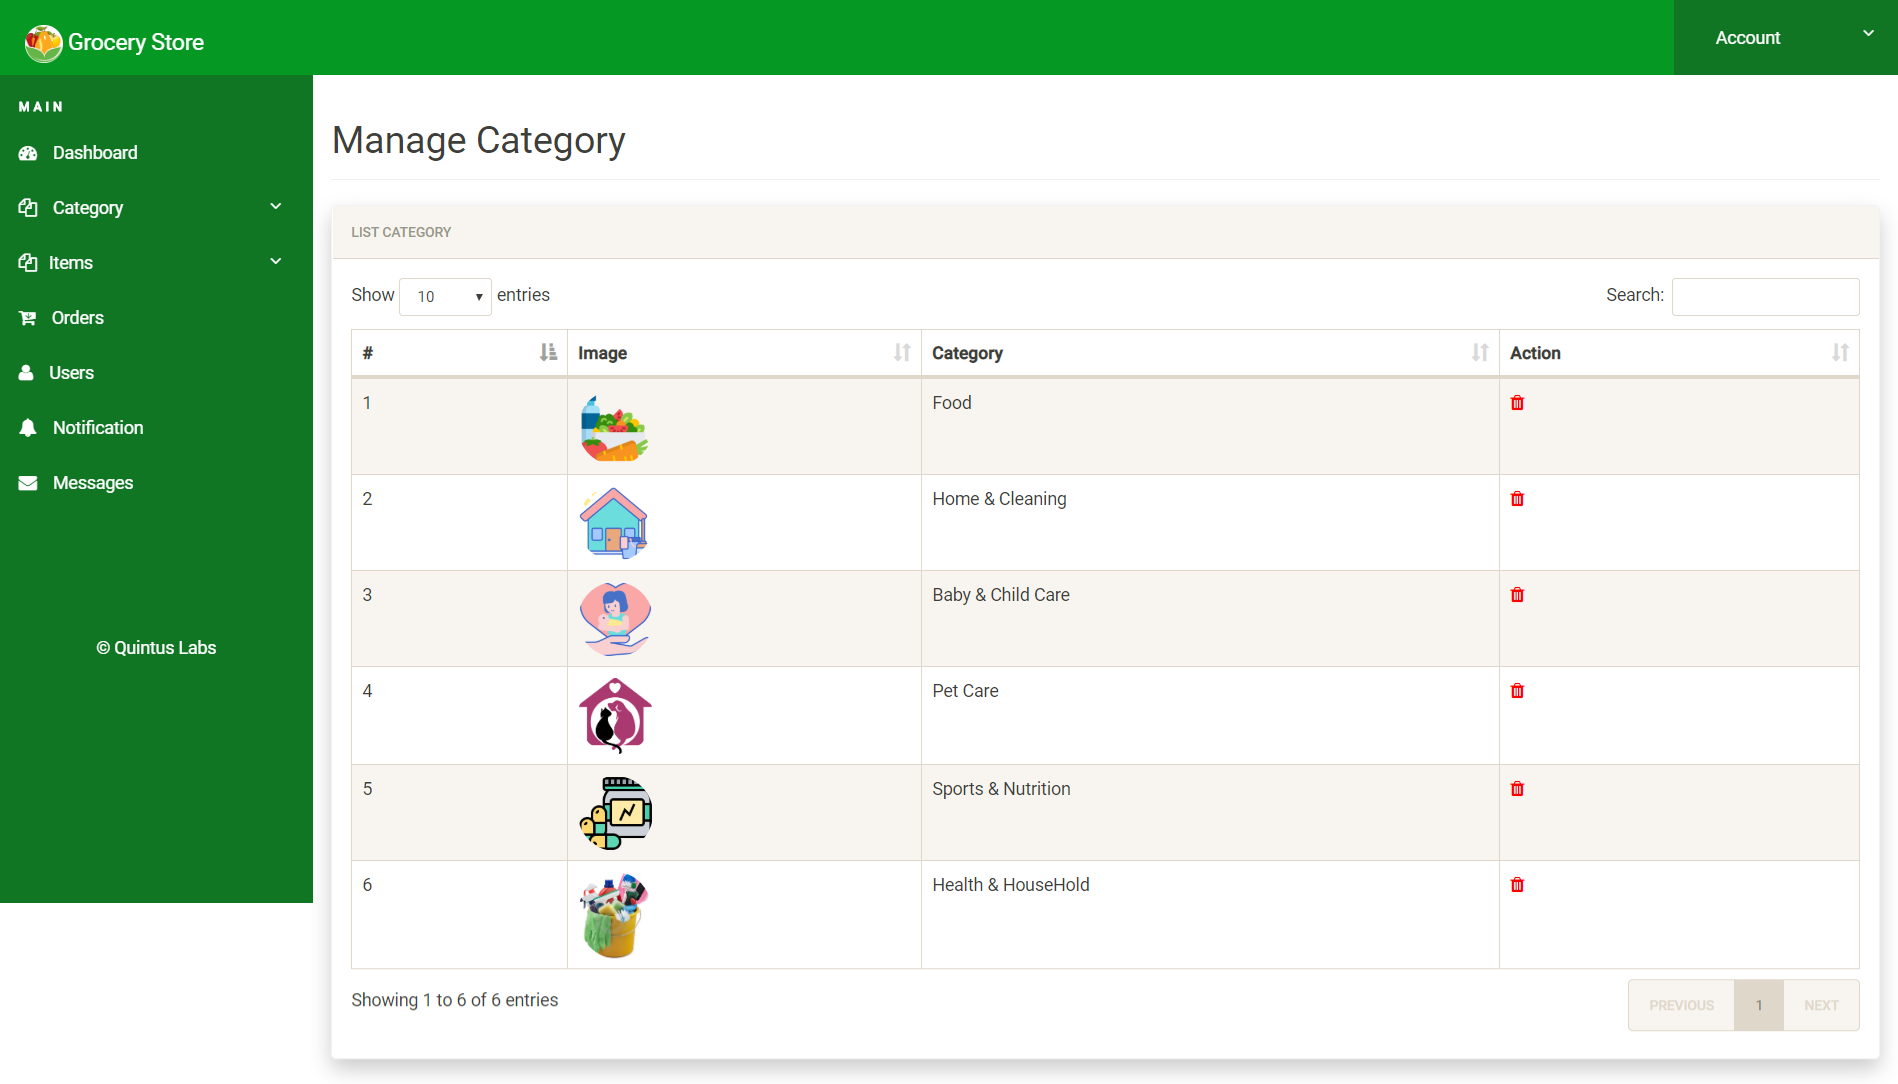 Grocery Store
Account
MAIN
Dashboard
Category
Items
Orders
Users
Notification
Messages
© Quintus Labs
Manage Category
LIST CATEGORY
Show 10 entries
Search:
# Image Category Action
1 Food
2 Home & Cleaning
3 Baby & Child Care
4 Pet Care
5 Sports & Nutrition
6 Health & HouseHold
Showing 1 to 6 of 6 entries
PREVIOUS 1 NEXT